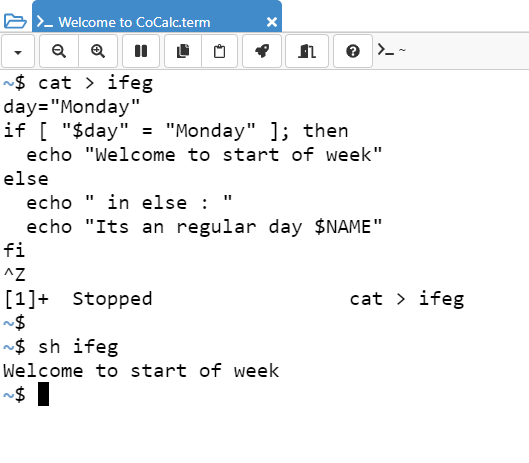 >_ Welcome to CoCalc.term
>_ ~
~$ cat > ifeg
day="Monday"
if [ "$day" = "Monday" ]; then
  echo "Welcome to start of week"
else
  echo " in else : "
  echo "Its an regular day $NAME"
fi
^Z
[1]+  Stopped                 cat > ifeg
~$
~$ sh ifeg
Welcome to start of week
~$